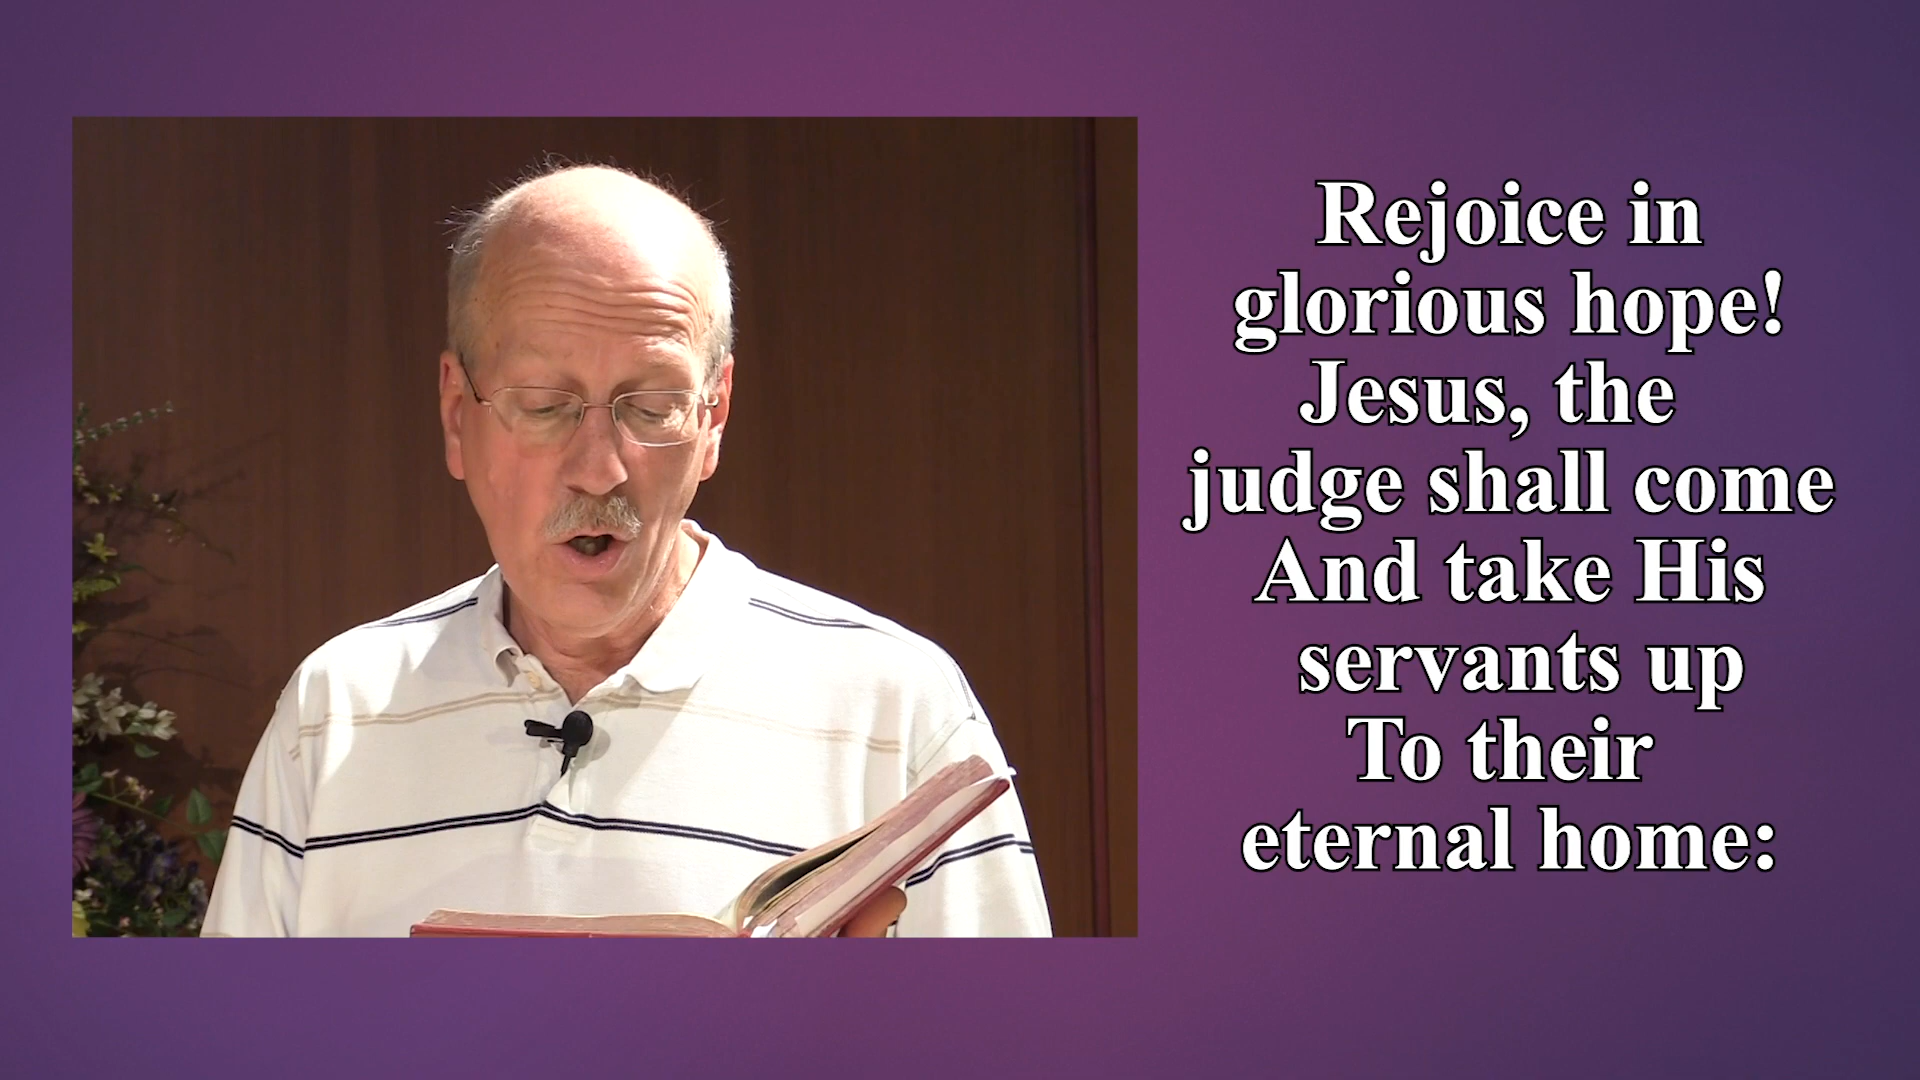 Rejoice in
glorious hope!
Jesus, the
judge shall come
And take His
servants up
To their
eternal home: